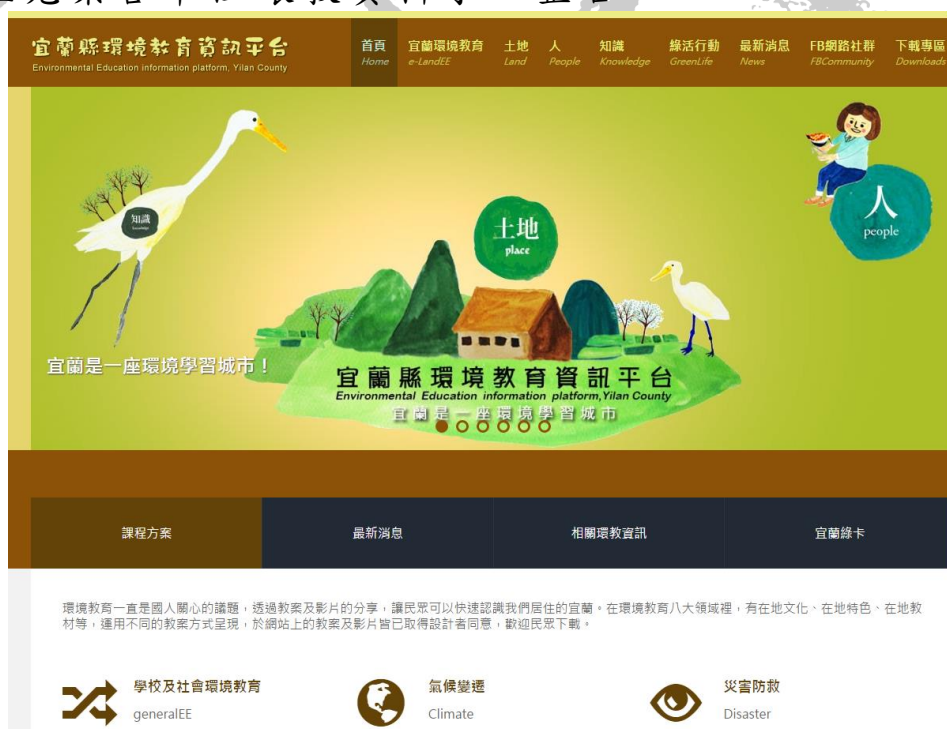 宜蘭縣環境教育資訊平台
Environmental Education information platform, Yilan County
首頁 宜蘭環境教育 土地 人 知識 綠活行動 最新消息 FB網路社群 下載專區
Home e-LandEE Land People Knowledge GreenLife News FBCommunity Downloads
知識
土地
place
人
people
宜蘭是一座環境學習城市！
宜蘭縣環境教育資訊平台
Environmental Education information platform,Yilan County
宜蘭是一座環境學習城市
課程方案 最新消息 相關環教資訊 宜蘭綠卡
環境教育一直是國人關心的議題，透過教案及影片的分享，讓民眾可以快速認識我們居住的宜蘭。在環境教育八大領域裡，有在地文化、在地特色、在地教
材等，運用不同的教案方式呈現，於網站上的教案及影片皆已取得設計者同意，歡迎民眾下載。
學校及社會環境教育 氣候變遷 災害防救
generalEE Climate Disaster